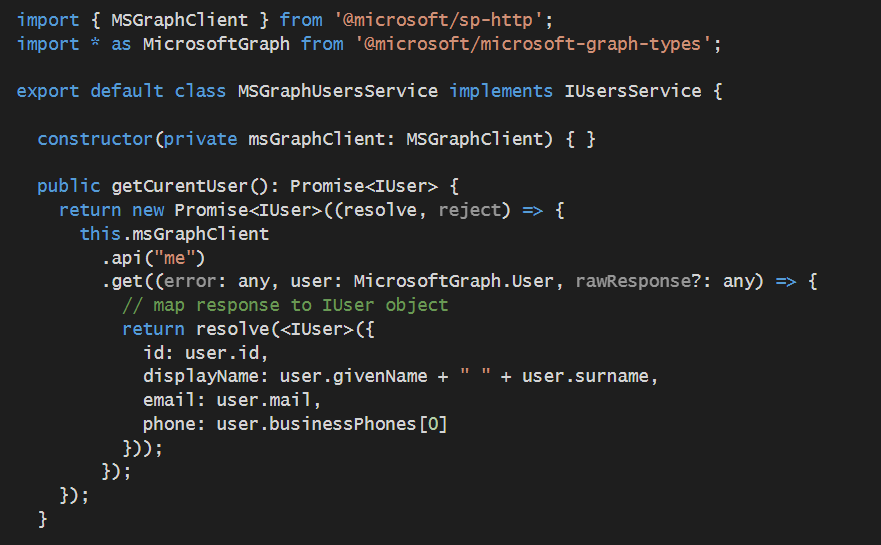 import { MSGraphClient } from '@microsoft/sp-http';
import * as MicrosoftGraph from '@microsoft/microsoft-graph-types';
export default class MSGraphUsersService implements IUsersService {
constructor(private msGraphClient: MSGraphClient) { }
public getCurentUser(): Promise<IUser> {
return new Promise<IUser>((resolve, reject) => {
this.msGraphClient
.api("me")
.get((error: any, user: MicrosoftGraph.User, rawResponse?: any) => {
// map response to IUser object
return resolve(<IUser>({
id: user.id,
displayName: user.givenName + " " + user.surname,
email: user.mail,
phone: user.businessPhones[0]
}));
});
});
}